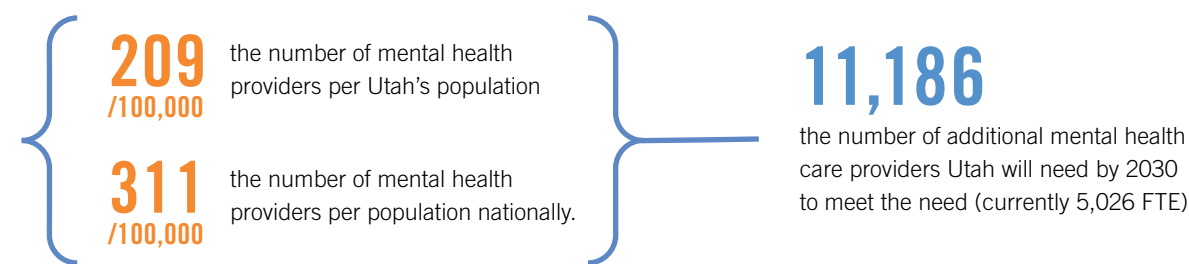 209
/100,000
the number of mental health
providers per Utah’s population
311
/100,000
the number of mental health
providers per population nationally.
11,186
the number of additional mental health
care providers Utah will need by 2030
to meet the need (currently 5,026 FTE)